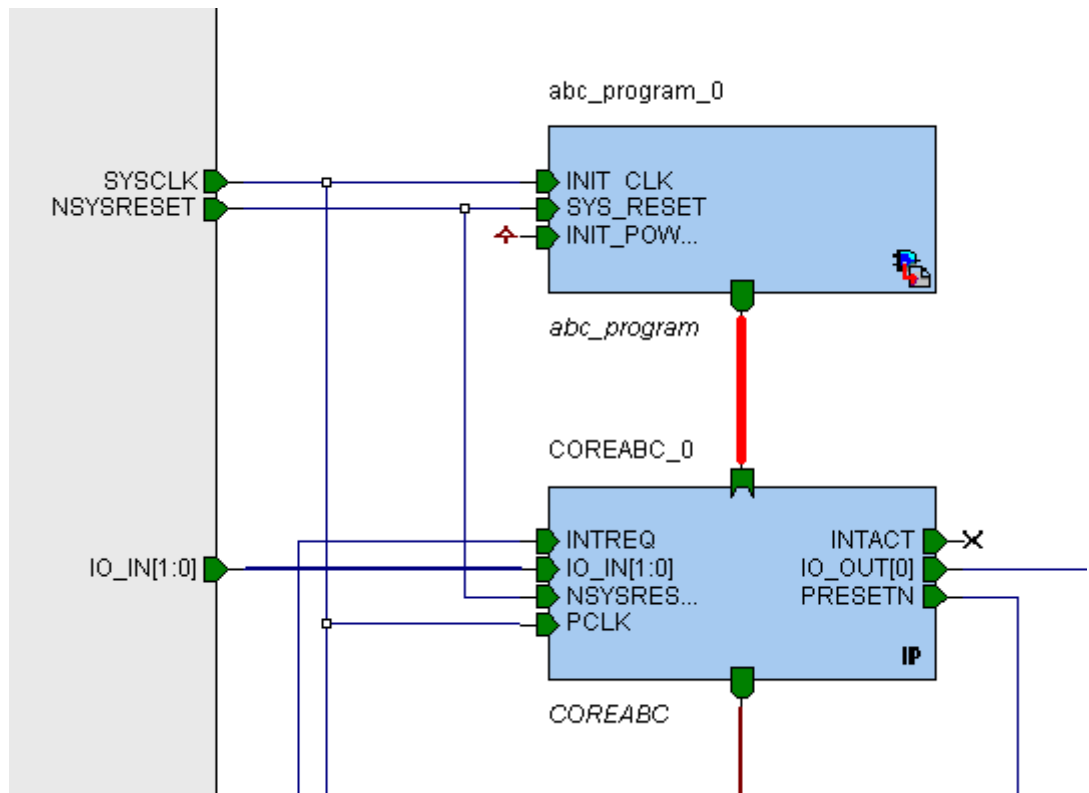 abc_program_0
SYSCLK
INIT_CLK
NSYSRESET
SYS_RESET
INIT_POW...
abc_program
COREABC_0
INTREQ
INTACT
IO_IN[1:0]
IO_IN[1:0]
IO_OUT[0]
NSYSRES...
PRESETN
PCLK
IP
COREABC